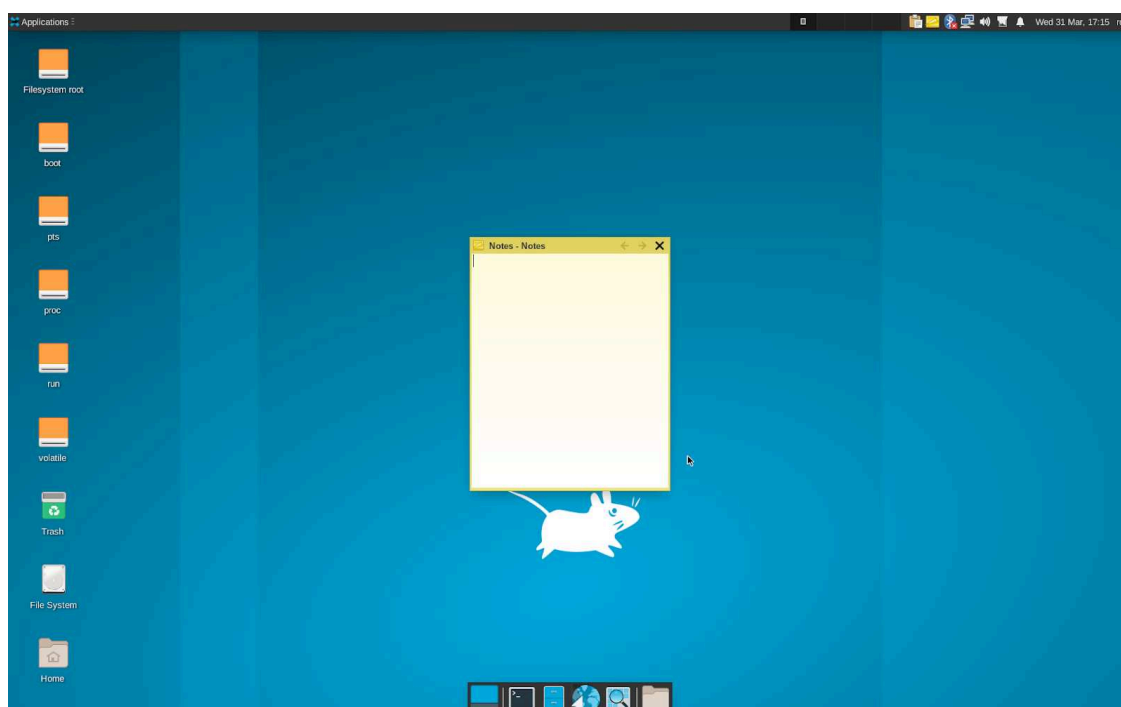 Applications
Wed 31 Mar, 17:15
Filesystem root
boot
pts
proc
run
volatile
Trash
File System
Home
Notes - Notes